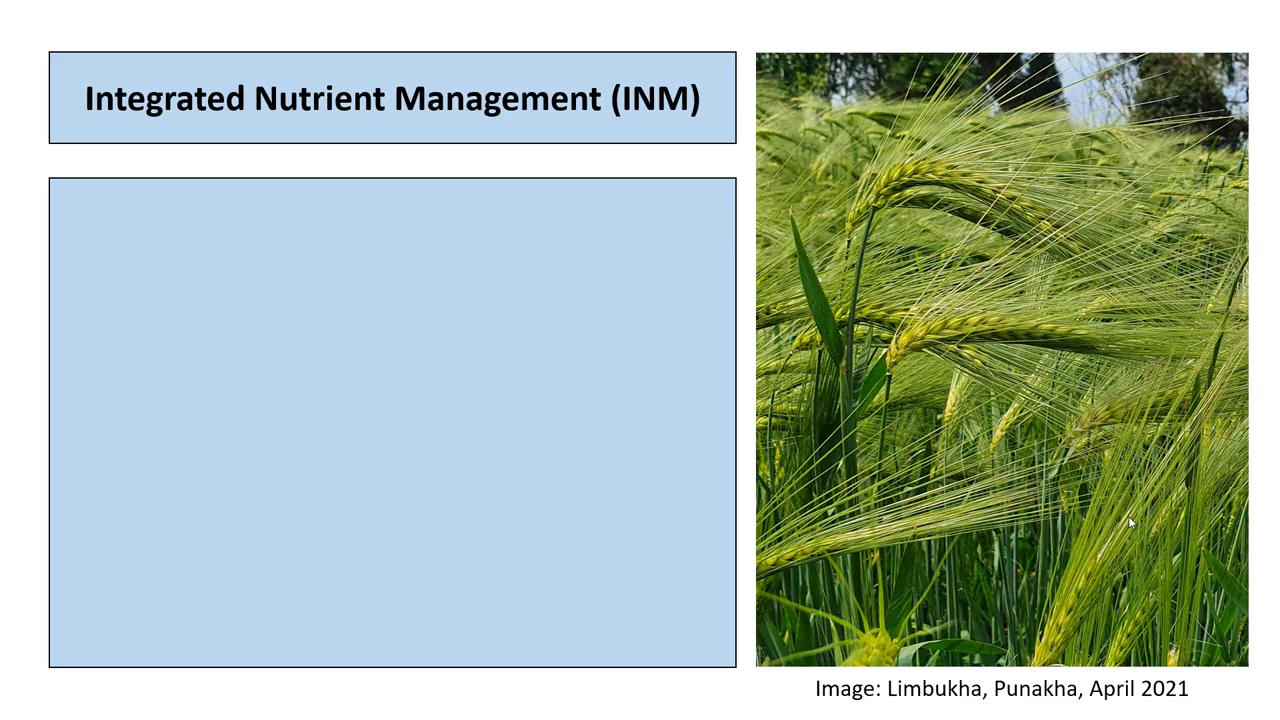 Integrated Nutrient Management (INM)
Image: Limbukha, Punakha, April 2021